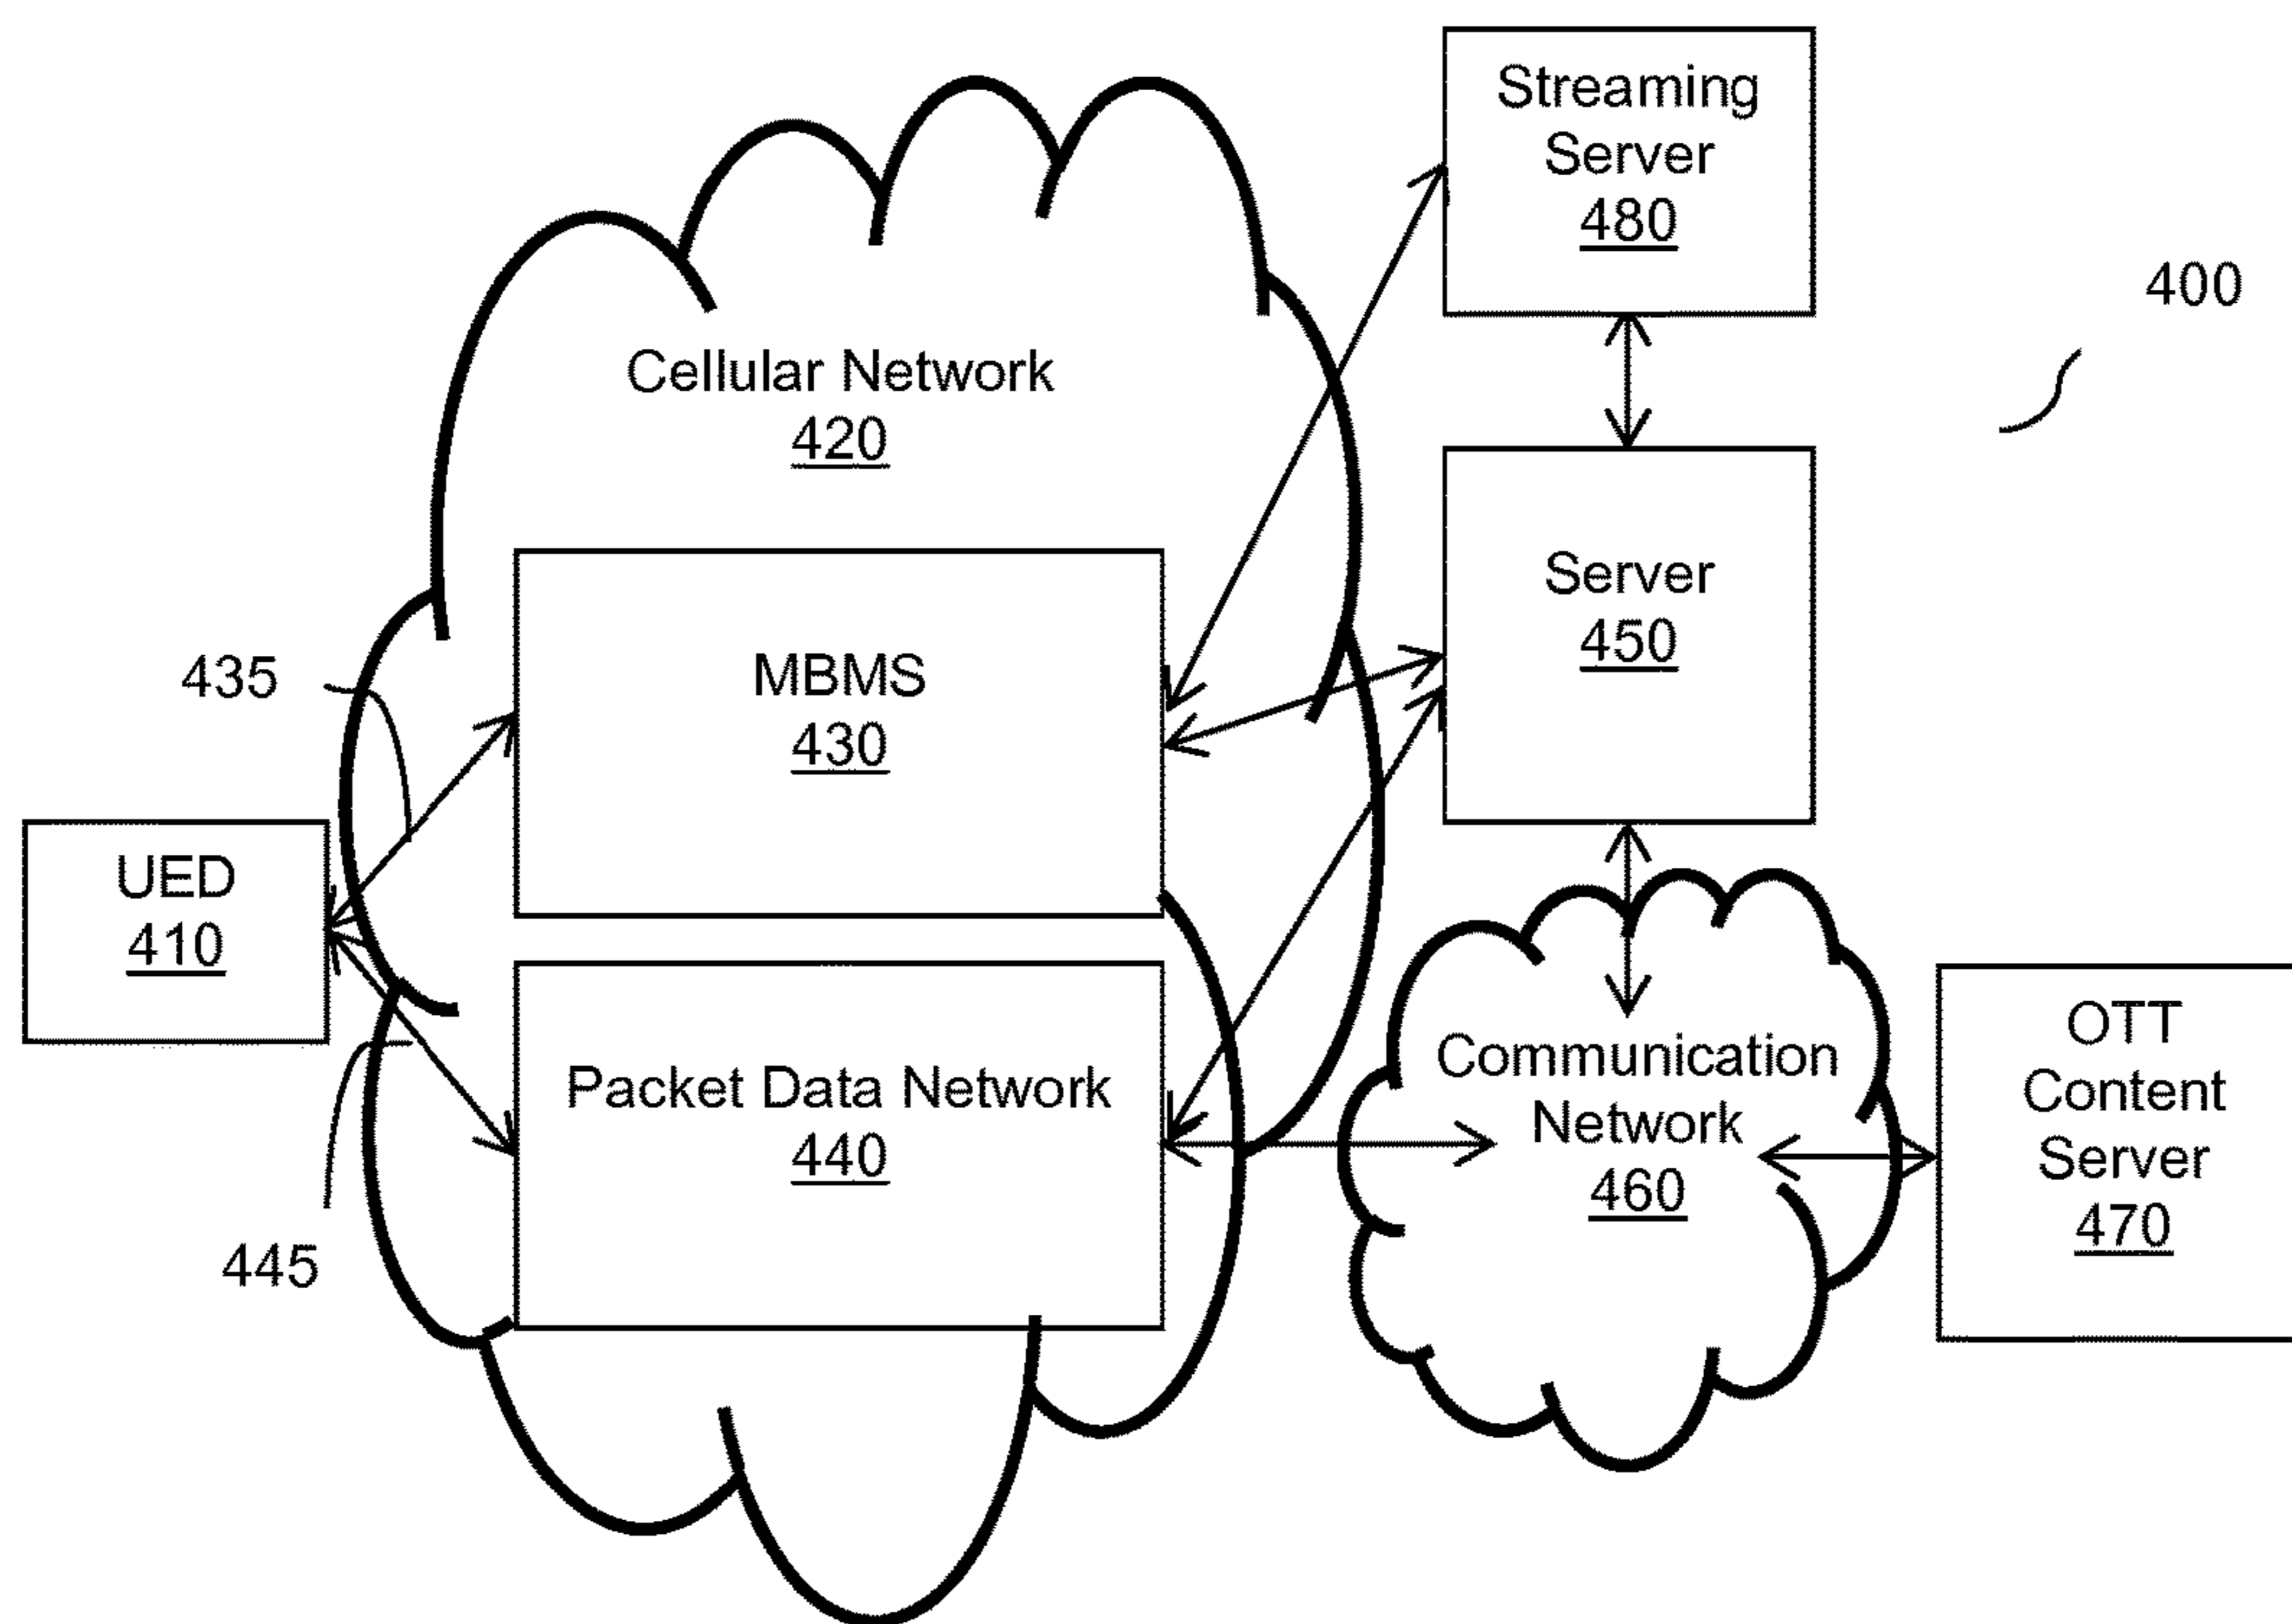 Streaming
Server
480
400
Cellular Network
420
Server
450
MBMS
430
435
UED
410
Packet Data Network
440
445
Communication
Network
460
OTT
Content
Server
470